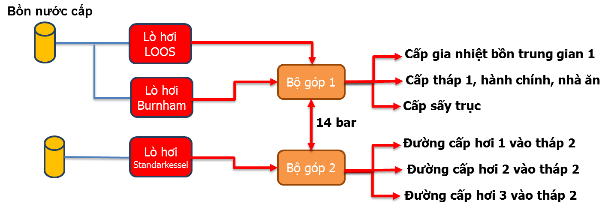 Bồn nước cấp
Lò hơi
LOOS
Lò hơi
Burnham
Lò hơi
Standarkessel
Bộ góp 1
14 bar
Bộ góp 2
Cấp gia nhiệt bồn trung gian 1
Cấp tháp 1, hành chính, nhà ăn
Cấp sấy trục
Đường cấp hơi 1 vào tháp 2
Đường cấp hơi 2 vào tháp 2
Đường cấp hơi 3 vào tháp 2